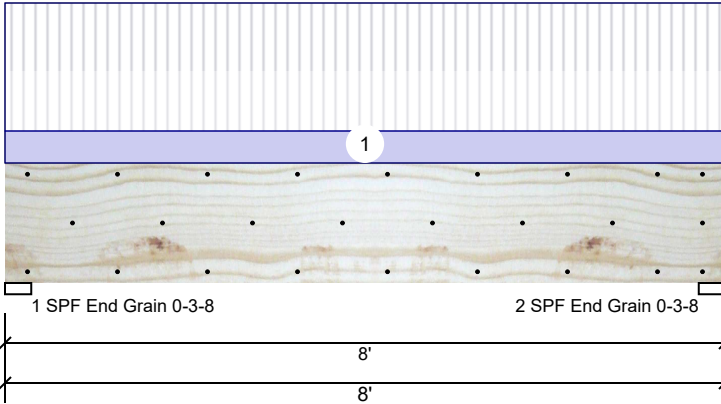 1
1 SPF End Grain 0-3-8
2 SPF End Grain 0-3-8
8'
8'